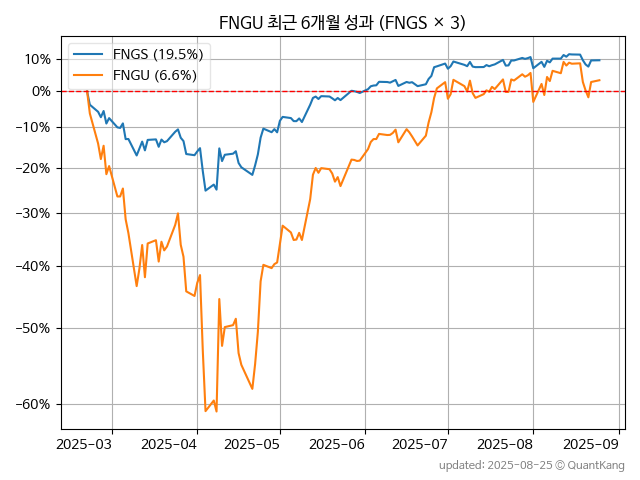 FNGU 최근 6개월 성과 (FNGS × 3)
FNGS (19.5%)
FNGU (6.6%)
10%
0%
−10%
−20%
−30%
−40%
−50%
−60%
2025-03 2025-04 2025-05 2025-06 2025-07 2025-08 2025-09
updated: 2025-08-25 © QuantKang